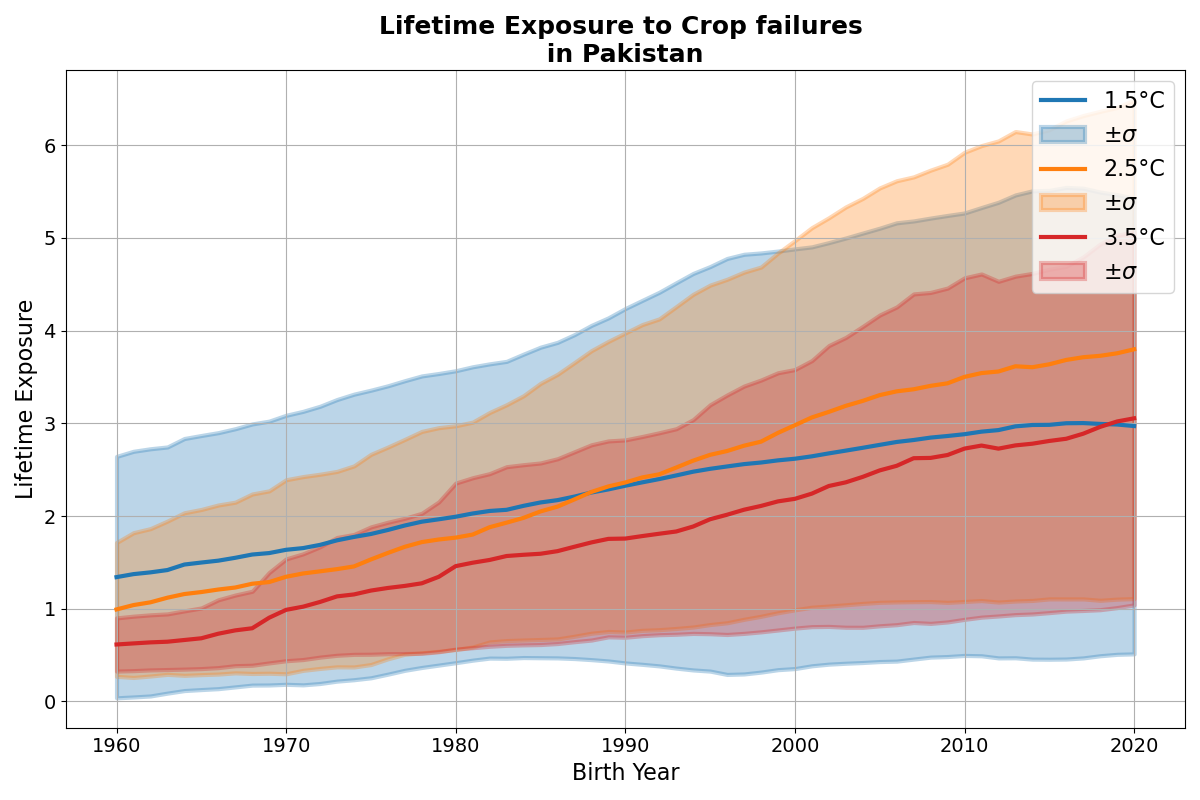 Lifetime Exposure to Crop failures
in Pakistan
Lifetime Exposure
6
5
4
3
2
1
0
1960 1970 1980 1990 2000 2010 2020
Birth Year
1.5°C
±σ
2.5°C
±σ
3.5°C
±σ